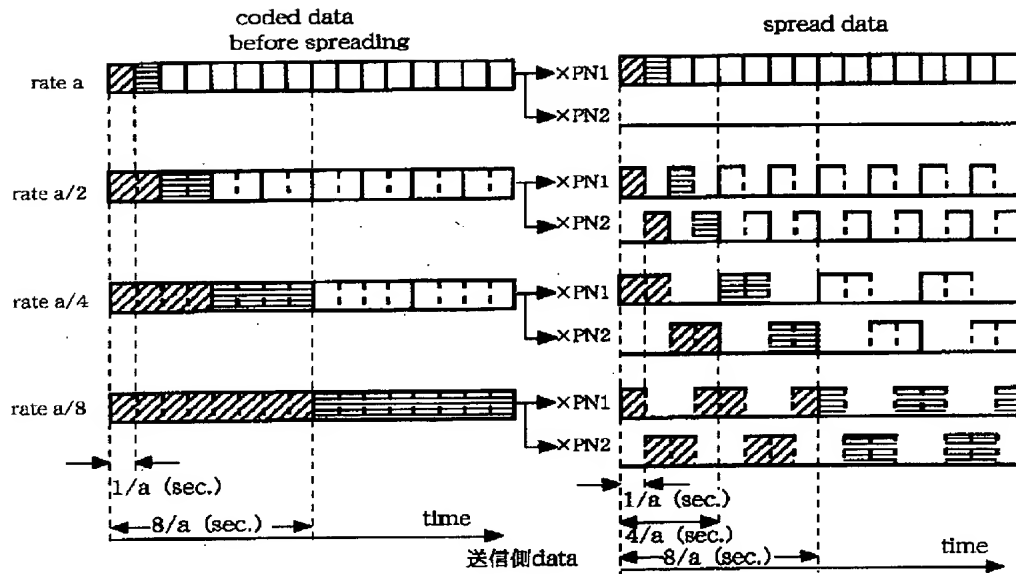 coded data
before spreading
spread data
rate a
×PN1
×PN2
rate a/2
×PN1
×PN2
rate a/4
×PN1
×PN2
rate a/8
×PN1
×PN2
1/a (sec.)
8/a (sec.)
time
送信側data
1/a (sec.)
4/a (sec.)
8/a (sec.)
time